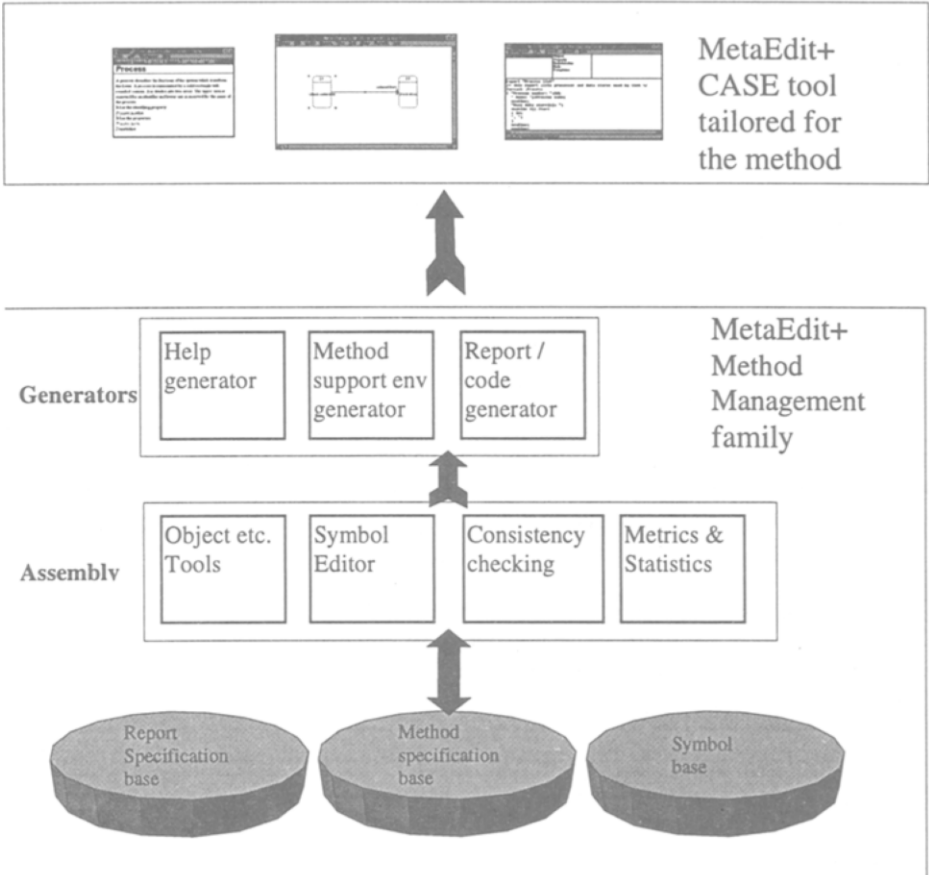 Process
MetaEdit+
CASE tool
tailored for
the method
MetaEdit+
Method
Management
family
Generators
Help
generator
Method
support env
generator
Report /
code
generator
Assembly
Object etc.
Tools
Symbol
Editor
Consistency
checking
Metrics &
Statistics
Report
Specification
base
Method
specification
base
Symbol
base